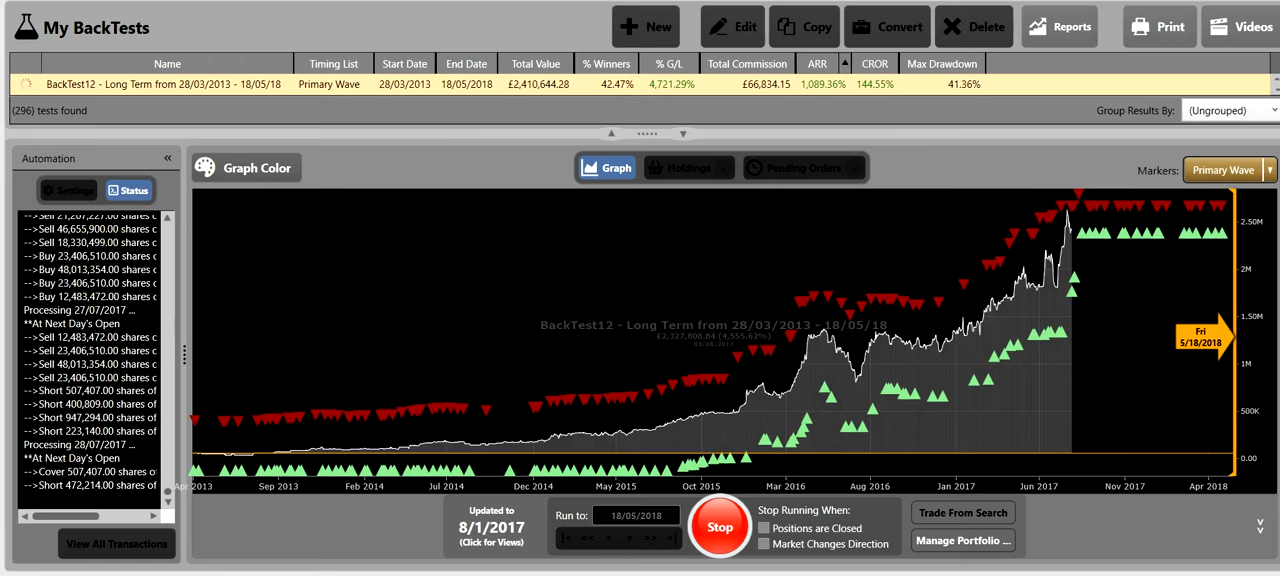 My BackTests
New Edit Copy Convert Delete Reports Print Videos
Name Timing List Start Date End Date Total Value % Winners % G/L Total Commission ARR CROR Max Drawdown
BackTest12 - Long Term from 28/03/2013 - 18/05/18 Primary Wave 28/03/2013 18/05/2018 £2,410,644.28 42.47% 4,721.29% £66,834.15 1,089.36% 144.55% 41.36%
(296) tests found Group Results By: (Ungrouped)
Automation «
Settings Status
-->Sell 21,207,227.00 shares c
-->Sell 46,655,900.00 shares c
-->Sell 18,330,499.00 shares c
-->Buy 23,406,510.00 shares c
-->Buy 48,013,354.00 shares c
-->Buy 23,406,510.00 shares c
-->Buy 12,483,472.00 shares c
Processing 27/07/2017 ...
**At Next Day's Open
-->Sell 12,483,472.00 shares c
-->Sell 23,406,510.00 shares c
-->Sell 48,013,354.00 shares c
-->Sell 23,406,510.00 shares c
-->Short 507,407.00 shares of
-->Short 400,809.00 shares of
-->Short 447,294.00 shares of
-->Short 223,140.00 shares of
Processing 28/07/2017 ...
**At Next Day's Open
-->Cover 507,407.00 shares of
-->Short 472,214.00 shares of
View All Transactions
Graph Color Graph Holdings Pending Orders Markers: Primary Wave
BackTest12 - Long Term from 28/03/2013 - 18/05/18
£2,327,808.84 (4,555.62%)
2.50M
2M
1.50M
1M
500K
0.00
Fri
5/18/2018
Apr 2013 Sep 2013 Feb 2014 Jul 2014 Dec 2014 May 2015 Oct 2015 Mar 2016 Aug 2016 Jan 2017 Jun 2017 Nov 2017 Apr 2018
Updated to
8/1/2017
(Click for Views)
Run to: 18/05/2018
|< << < > >> >|
Stop
Stop Running When:
Positions are Closed
Market Changes Direction
Trade From Search
Manage Portfolio ...